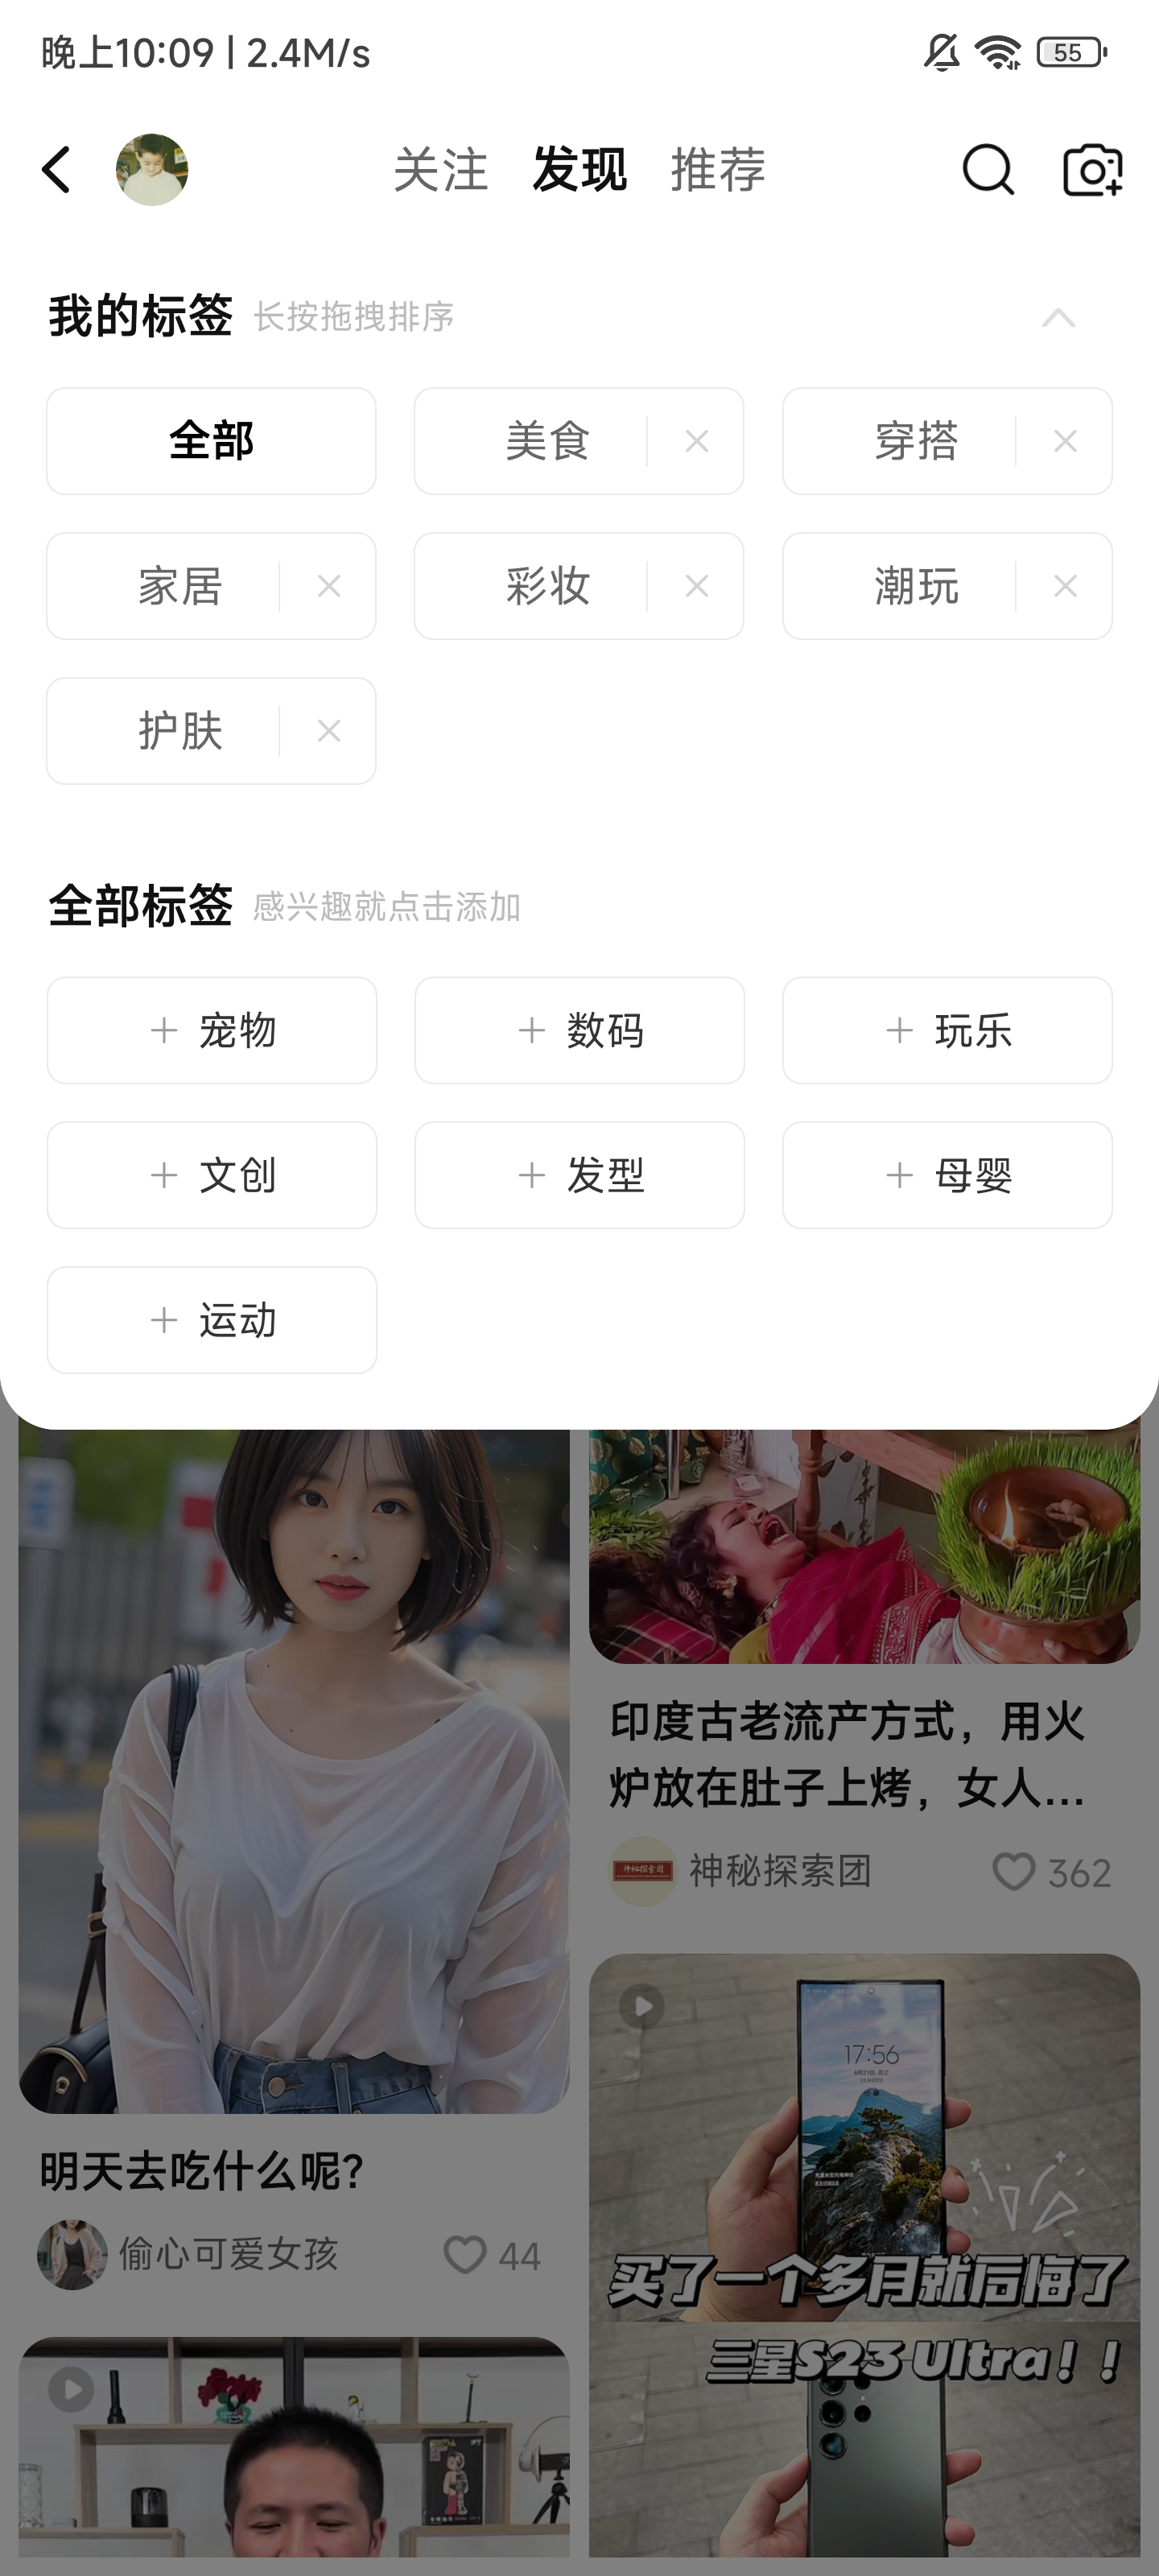 晚上10:09 | 2.4M/s
55
关注 发现 推荐
我的标签 长按拖拽排序
全部 美食 穿搭
家居 彩妆 潮玩
护肤
全部标签 感兴趣就点击添加
宠物 数码 玩乐
文创 发型 母婴
运动
印度古老流产方式，用火
炉放在肚子上烤，女人...
神秘探索团
神秘探索团 362
17:56
买了一个多月就后悔了
三星S23 Ultra！！
明天去吃什么呢?
偷心可爱女孩 44